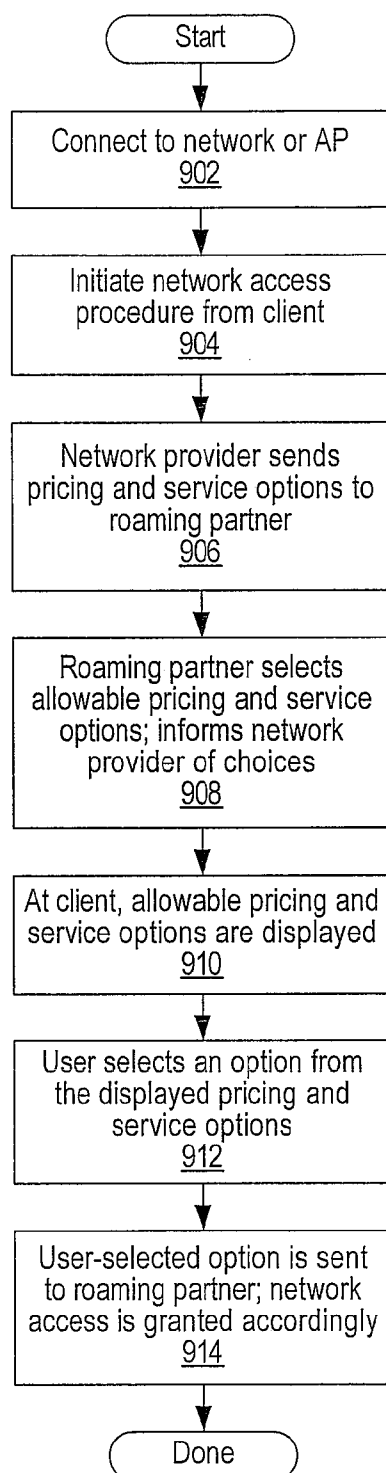 Start
Connect to network or AP
902
Initiate network access
procedure from client
904
Network provider sends
pricing and service options to
roaming partner
906
Roaming partner selects
allowable pricing and service
options; informs network
provider of choices
908
At client, allowable pricing and
service options are displayed
910
User selects an option from
the displayed pricing and
service options
912
User-selected option is sent
to roaming partner; network
access is granted accordingly
914
Done